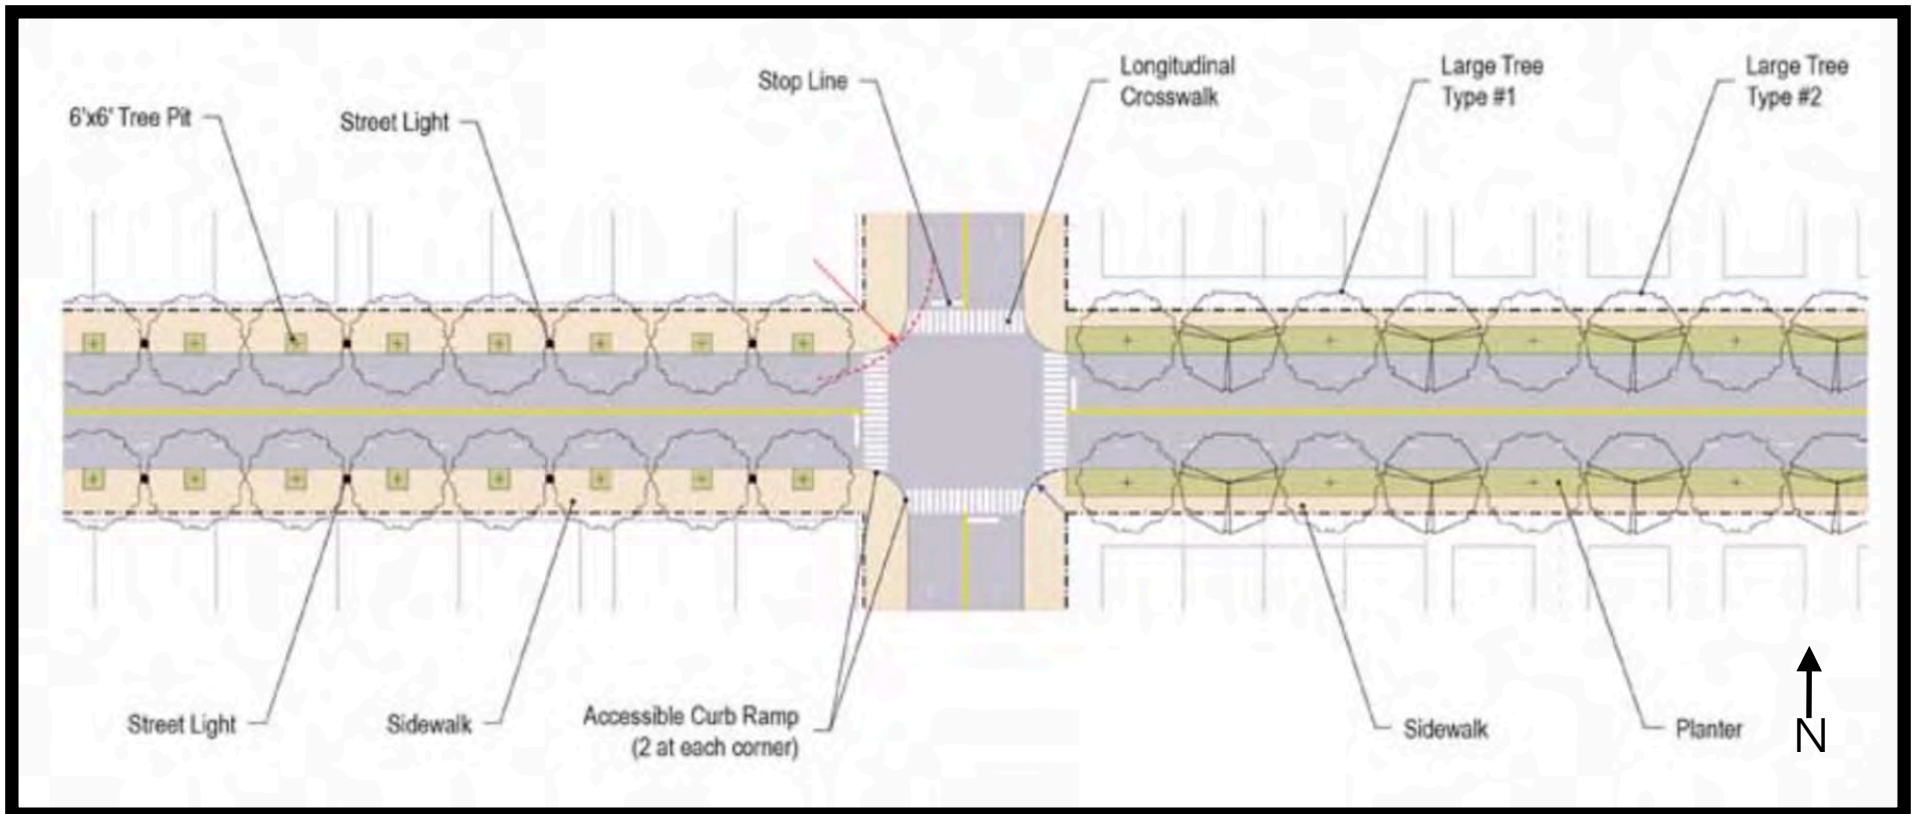 Stop Line
Longitudinal
Crosswalk
Large Tree
Type #1
Large Tree
Type #2
6'x6' Tree Pit
Street Light
Street Light
Sidewalk
Accessible Curb Ramp
(2 at each corner)
Sidewalk
Planter
N